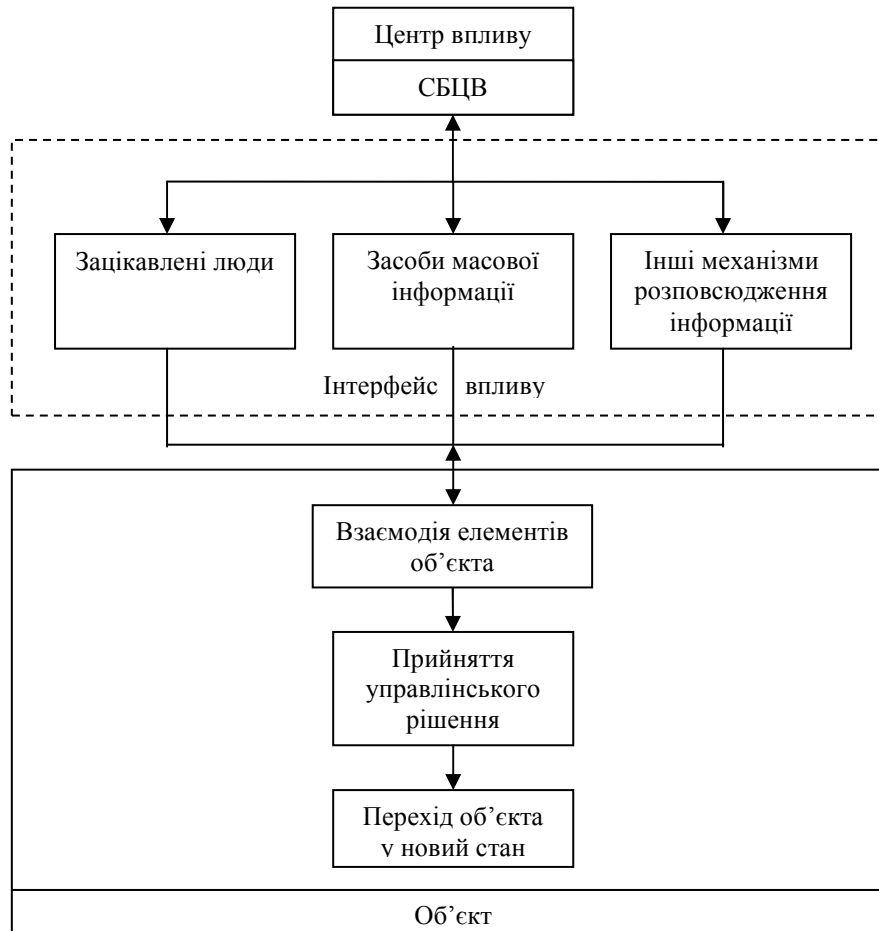 Центр впливу
СБЦВ
Зацікавлені люди
Засоби масової
інформації
Інші механізми
розповсюдження
інформації
Інтерфейс впливу
Взаємодія елементів
об’єкта
Прийняття
управлінського
рішення
Перехід об’єкта
у новий стан
Об’єкт